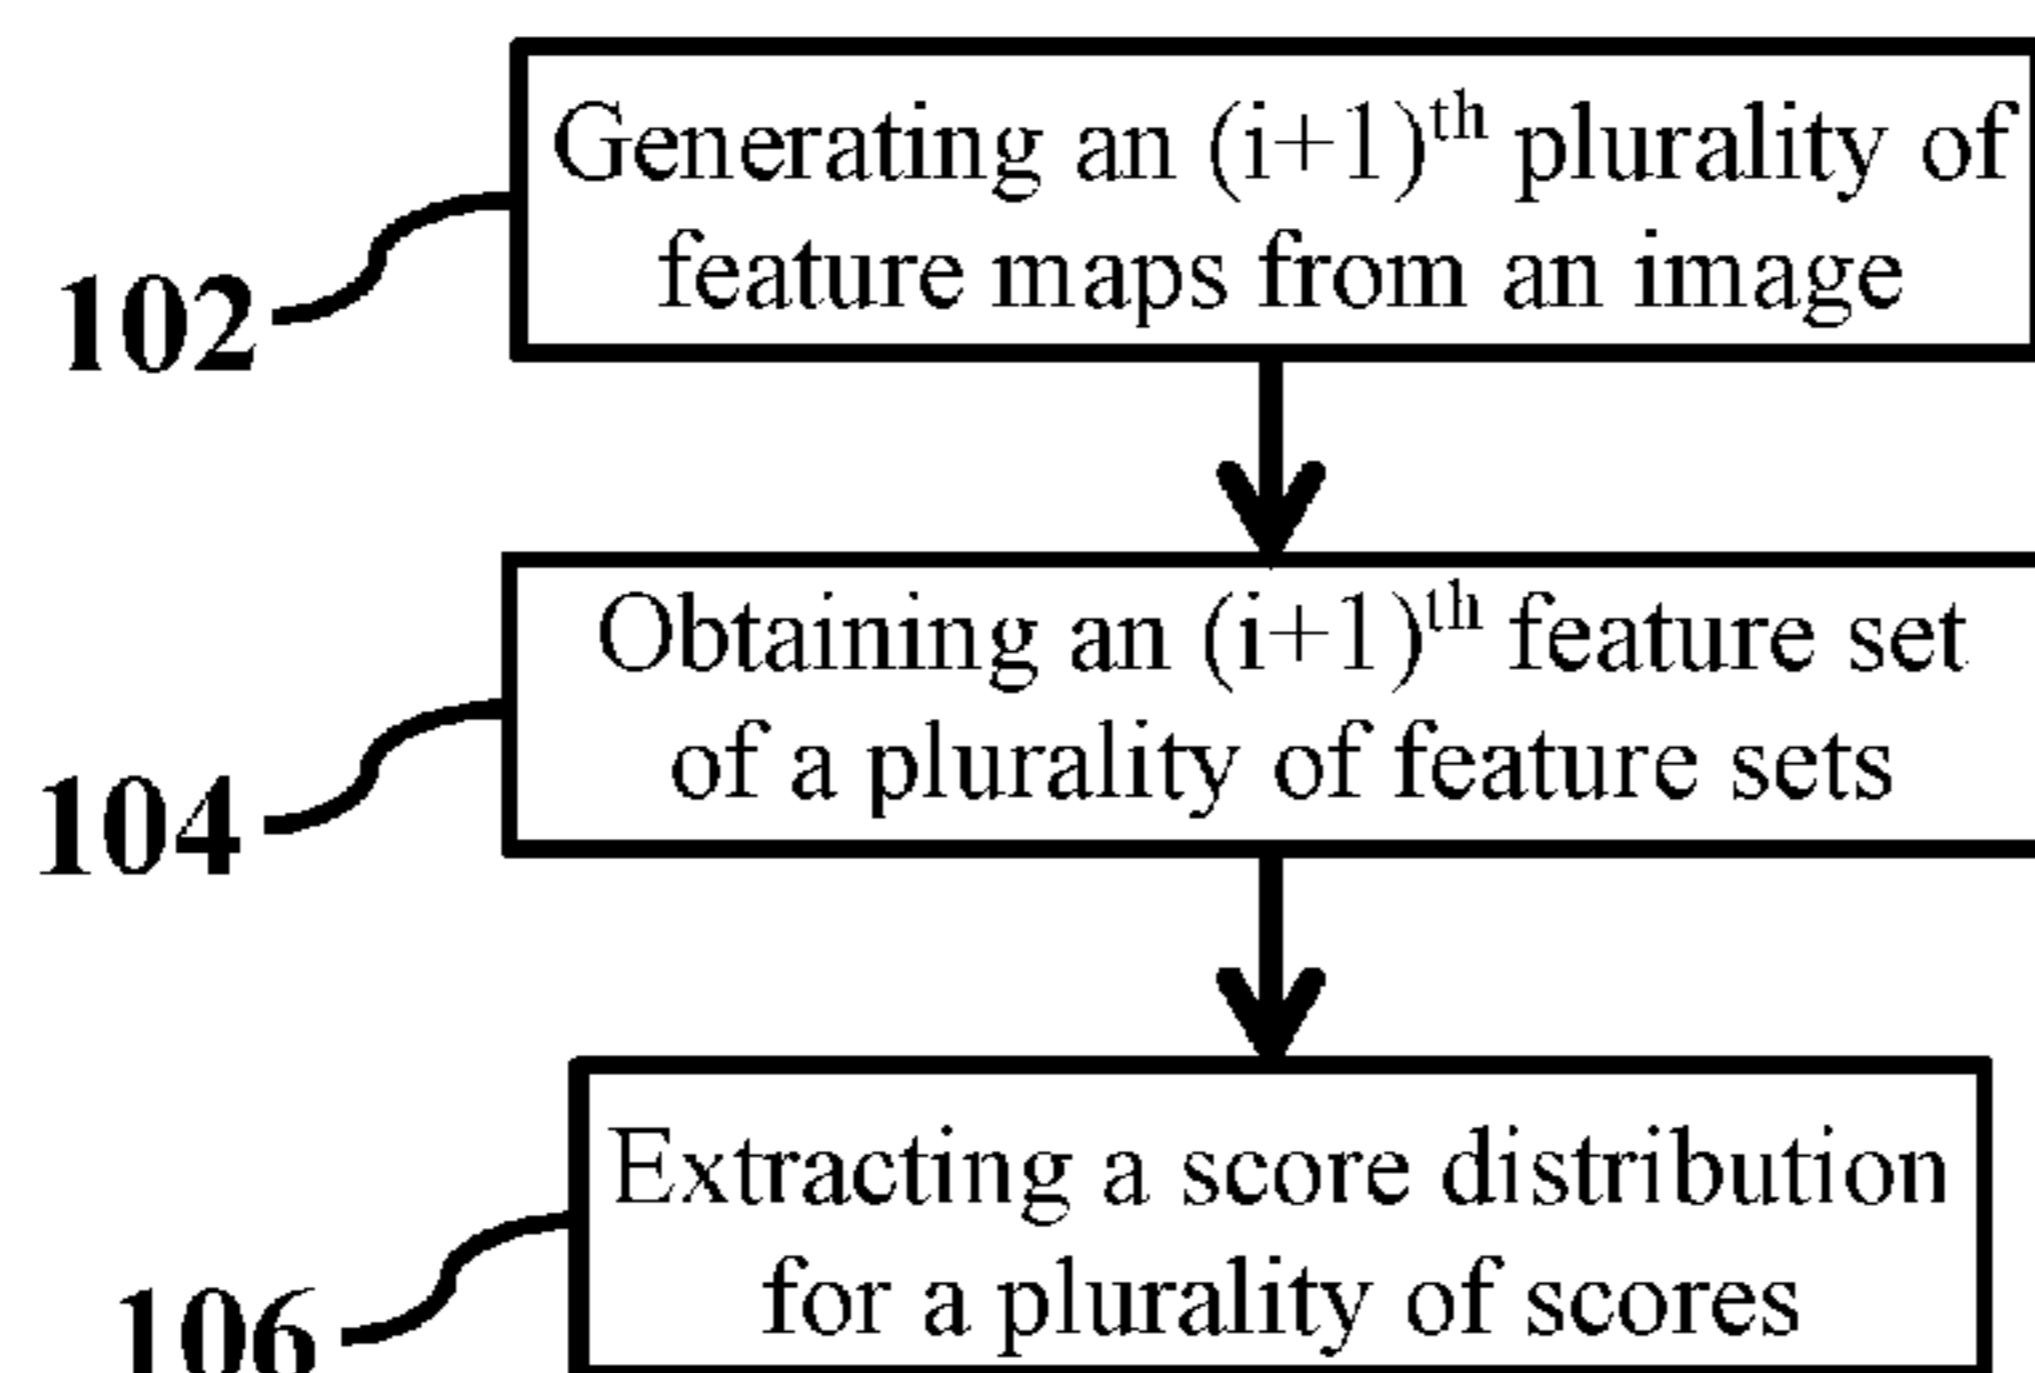 Generating an (i+1)th plurality of
feature maps from an image
102
Obtaining an (i+1)th feature set
of a plurality of feature sets
104
Extracting a score distribution
for a plurality of scores
106